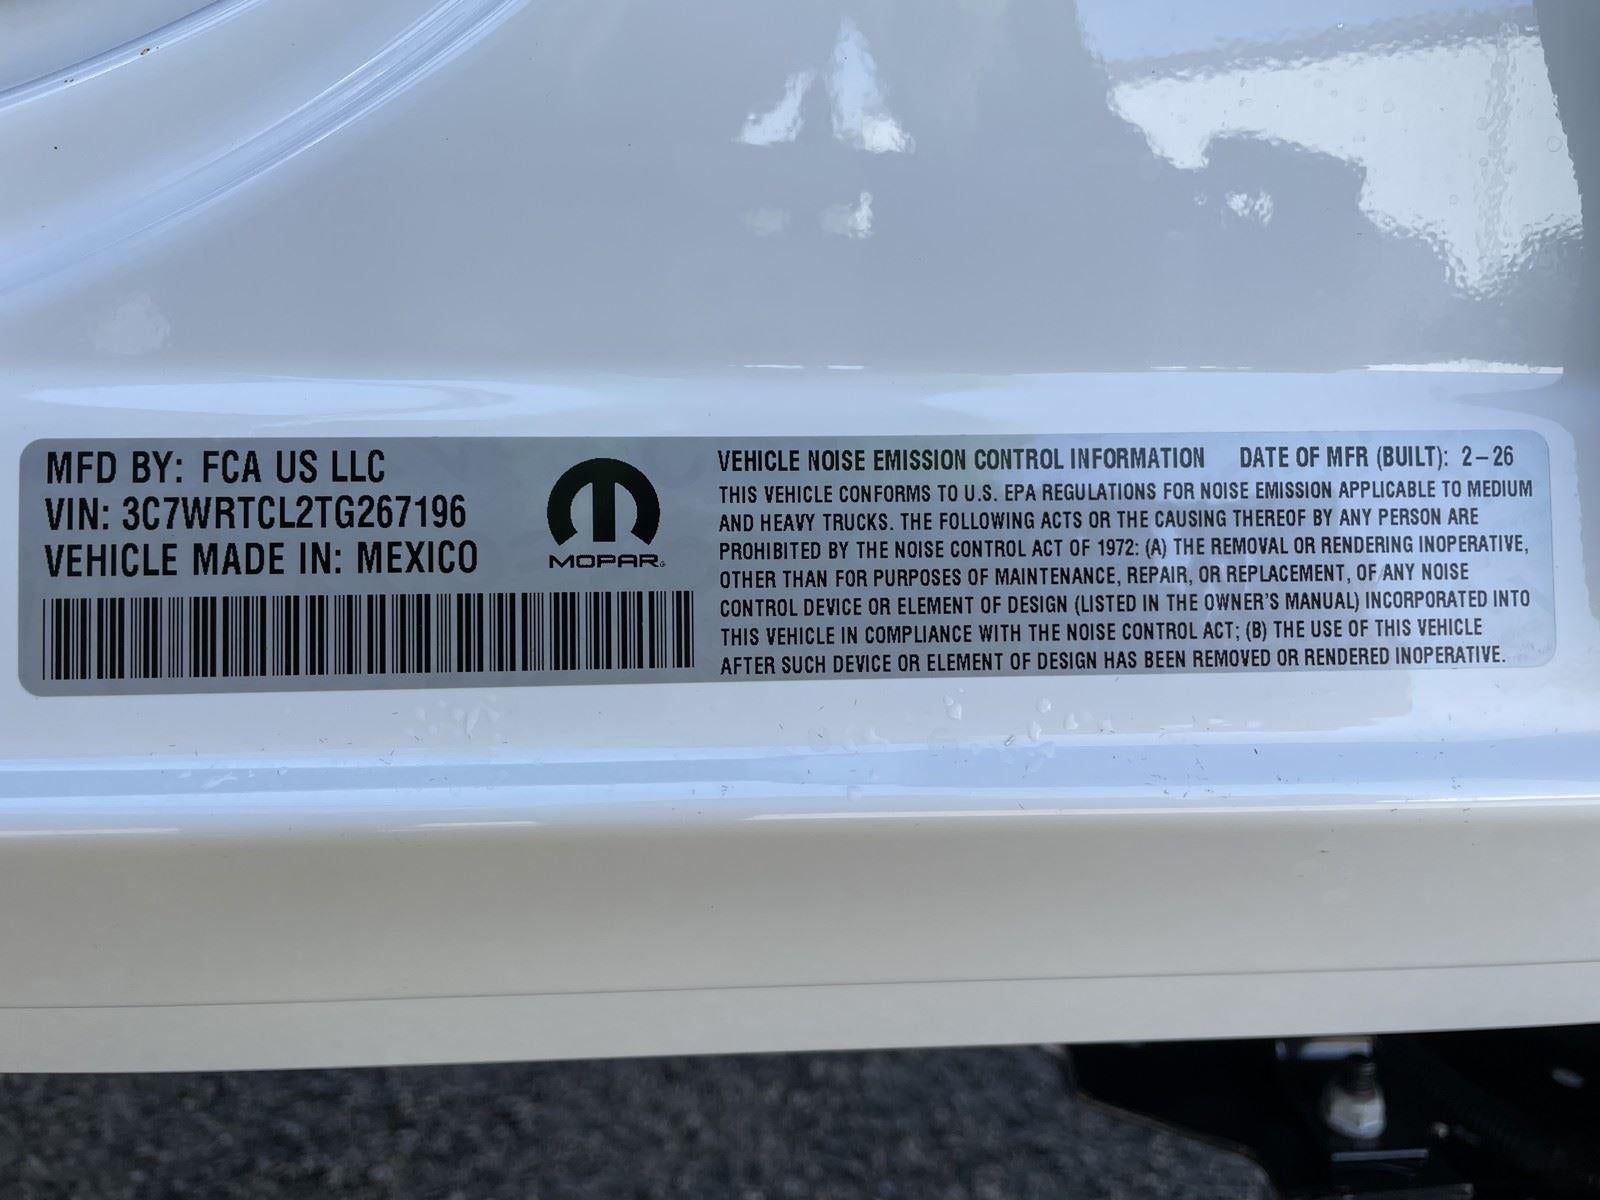 MFD BY: FCA US LLC
VIN: 3C7WRTCL2TG267196
VEHICLE MADE IN: MEXICO
MOPAR
VEHICLE NOISE EMISSION CONTROL INFORMATION DATE OF MFR (BUILT): 2-26
THIS VEHICLE CONFORMS TO U.S. EPA REGULATIONS FOR NOISE EMISSION APPLICABLE TO MEDIUM
AND HEAVY TRUCKS. THE FOLLOWING ACTS OR THE CAUSING THEREOF BY ANY PERSON ARE
PROHIBITED BY THE NOISE CONTROL ACT OF 1972: (A) THE REMOVAL OR RENDERING INOPERATIVE,
OTHER THAN FOR PURPOSES OF MAINTENANCE, REPAIR, OR REPLACEMENT, OF ANY NOISE
CONTROL DEVICE OR ELEMENT OF DESIGN (LISTED IN THE OWNER'S MANUAL) INCORPORATED INTO
THIS VEHICLE IN COMPLIANCE WITH THE NOISE CONTROL ACT; (B) THE USE OF THIS VEHICLE
AFTER SUCH DEVICE OR ELEMENT OF DESIGN HAS BEEN REMOVED OR RENDERED INOPERATIVE.